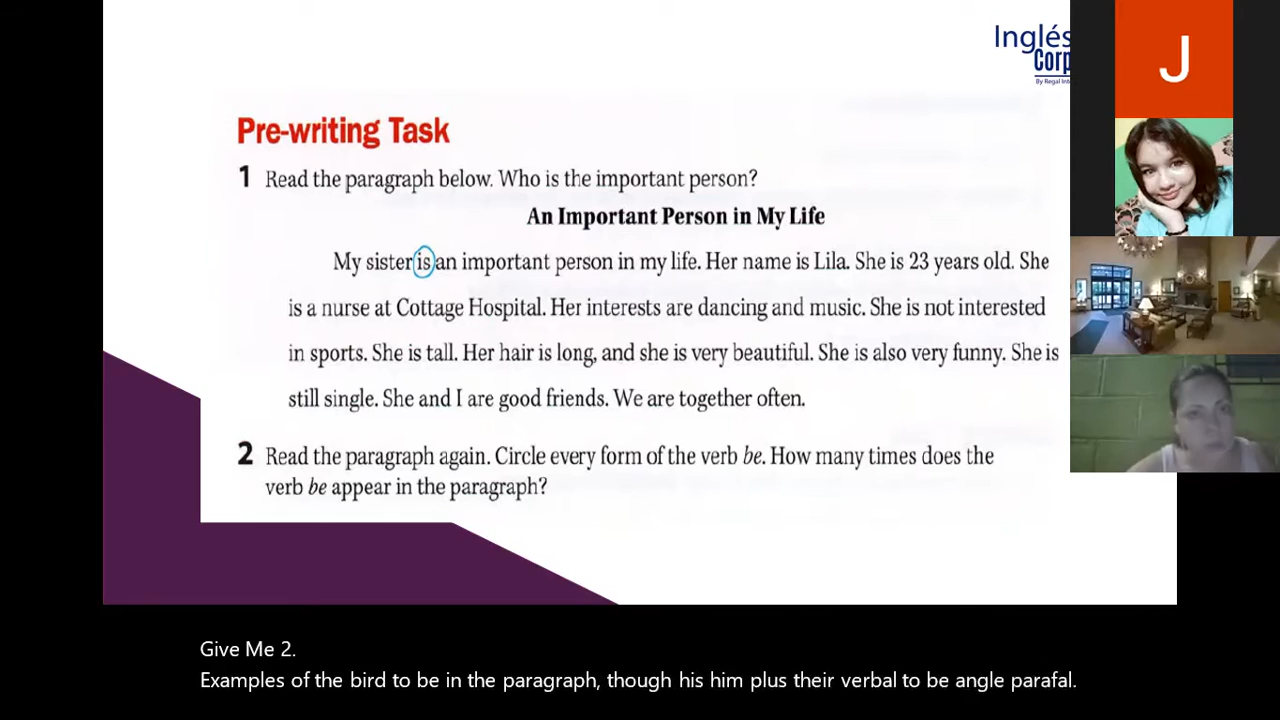 Inglés
Corp
By Regal Int
J
Pre-writing Task
1 Read the paragraph below. Who is the important person?
An Important Person in My Life
My sister is an important person in my life. Her name is Lila. She is 23 years old. She
is a nurse at Cottage Hospital. Her interests are dancing and music. She is not interested
in sports. She is tall. Her hair is long, and she is very beautiful. She is also very funny. She is
still single. She and I are good friends. We are together often.
2 Read the paragraph again. Circle every form of the verb be. How many times does the
verb be appear in the paragraph?
Give Me 2.
Examples of the bird to be in the paragraph, though his him plus their verbal to be angle parafal.